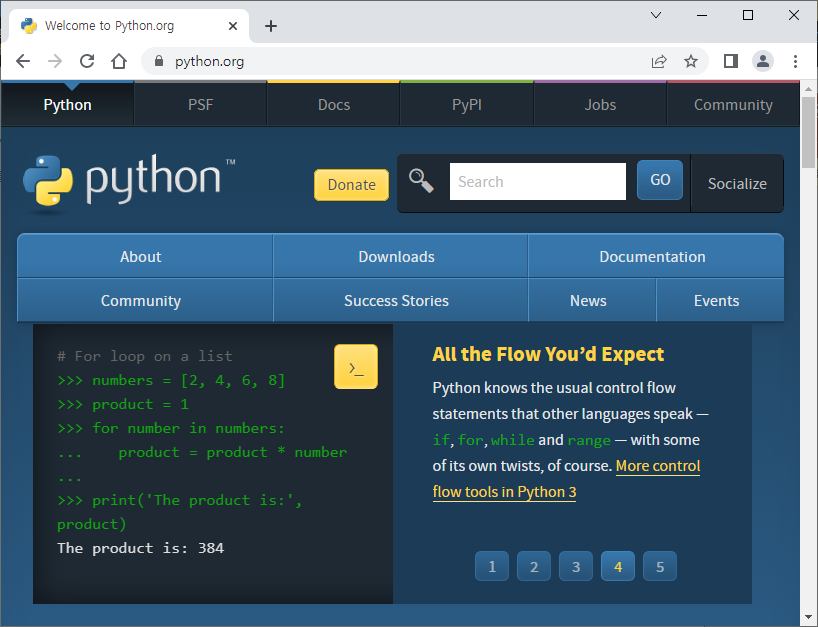 Welcome to Python.org
python.org
Python PSF Docs PyPI Jobs Community
python™
Donate
Search
GO
Socialize
About Downloads Documentation
Community Success Stories News Events
# For loop on a list
>>> numbers = [2, 4, 6, 8]
>>> product = 1
>>> for number in numbers:
...    product = product * number
...
>>> print('The product is:',
product)
The product is: 384
>_
All the Flow You’d Expect
Python knows the usual control flow
statements that other languages speak —
if, for, while and range — with some
of its own twists, of course. More control
flow tools in Python 3
1 2 3 4 5